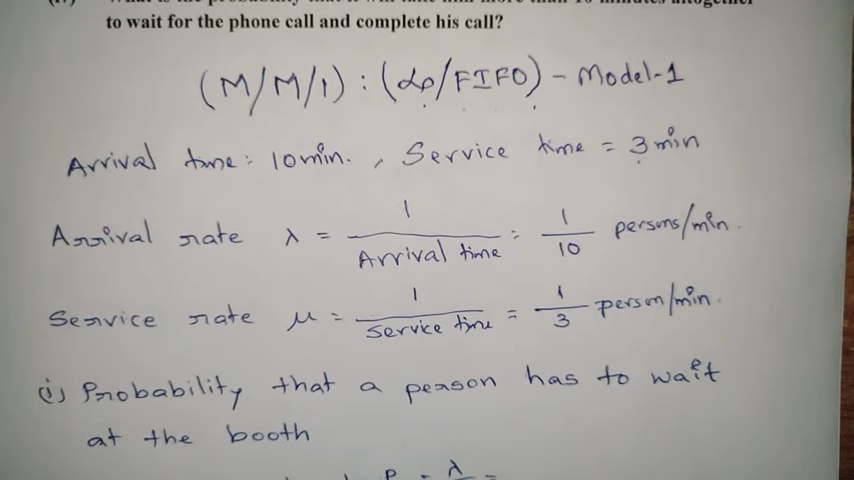 to wait for the phone call and complete his call?
(M/M/1) : (∞/FIFO) - Model-1
Arrival time : 10min. , Service time = 3 min
Arrival rate λ = 1 / Arrival time = 1/10 persons/min.
Service rate μ = 1 / Service time = 1/3 person/min.
(i) Probability that a person has to wait
at the booth
λ